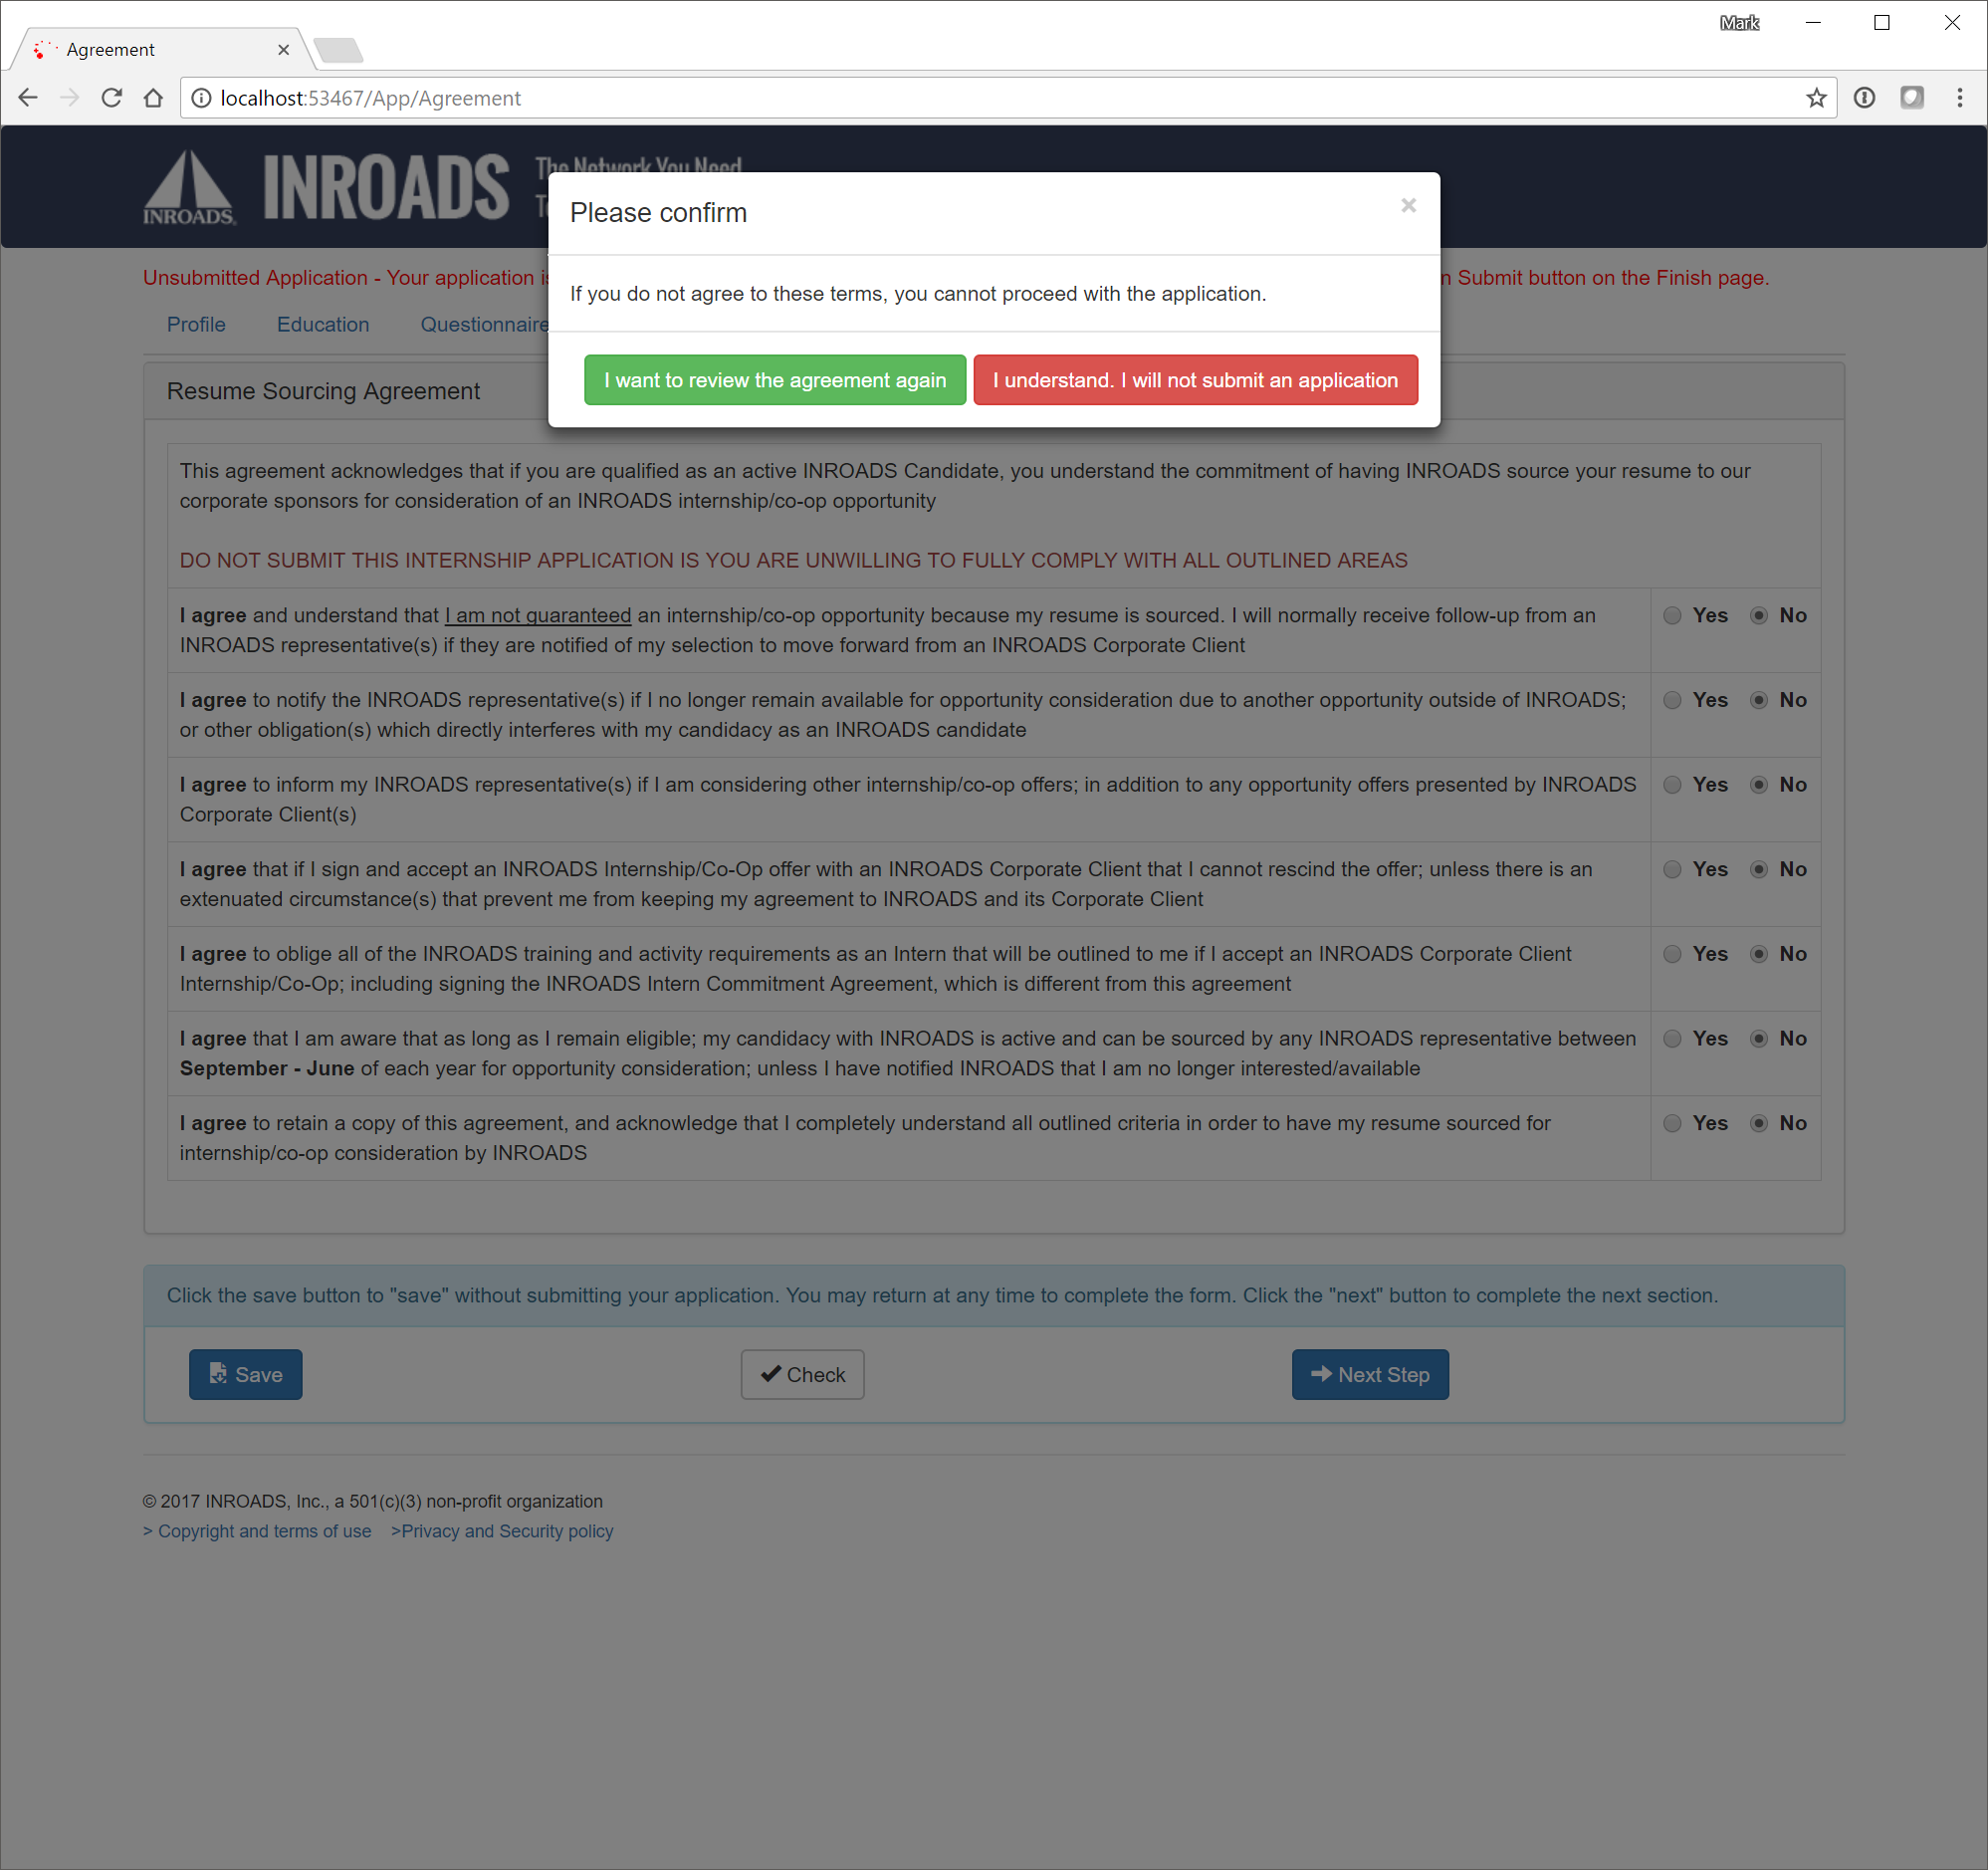 Mark
Agreement
localhost:53467/App/Agreement
INROADS
INROADS
The Network You Need
Please confirm
×
Unsubmitted Application - Your application
n Submit button on the Finish page.
If you do not agree to these terms, you cannot proceed with the application.
Profile Education Questionnaire
I want to review the agreement again
I understand. I will not submit an application
Resume Sourcing Agreement
This agreement acknowledges that if you are qualified as an active INROADS Candidate, you understand the commitment of having INROADS source your resume to our
corporate sponsors for consideration of an INROADS internship/co-op opportunity
DO NOT SUBMIT THIS INTERNSHIP APPLICATION IS YOU ARE UNWILLING TO FULLY COMPLY WITH ALL OUTLINED AREAS
I agree and understand that I am not guaranteed an internship/co-op opportunity because my resume is sourced. I will normally receive follow-up from an
INROADS representative(s) if they are notified of my selection to move forward from an INROADS Corporate Client
Yes No
I agree to notify the INROADS representative(s) if I no longer remain available for opportunity consideration due to another opportunity outside of INROADS;
or other obligation(s) which directly interferes with my candidacy as an INROADS candidate
Yes No
I agree to inform my INROADS representative(s) if I am considering other internship/co-op offers; in addition to any opportunity offers presented by INROADS
Corporate Client(s)
Yes No
I agree that if I sign and accept an INROADS Internship/Co-Op offer with an INROADS Corporate Client that I cannot rescind the offer; unless there is an
extenuated circumstance(s) that prevent me from keeping my agreement to INROADS and its Corporate Client
Yes No
I agree to oblige all of the INROADS training and activity requirements as an Intern that will be outlined to me if I accept an INROADS Corporate Client
Internship/Co-Op; including signing the INROADS Intern Commitment Agreement, which is different from this agreement
Yes No
I agree that I am aware that as long as I remain eligible; my candidacy with INROADS is active and can be sourced by any INROADS representative between
September - June of each year for opportunity consideration; unless I have notified INROADS that I am no longer interested/available
Yes No
I agree to retain a copy of this agreement, and acknowledge that I completely understand all outlined criteria in order to have my resume sourced for
internship/co-op consideration by INROADS
Yes No
Click the save button to "save" without submitting your application. You may return at any time to complete the form. Click the "next" button to complete the next section.
Save
Check
Next Step
© 2017 INROADS, Inc., a 501(c)(3) non-profit organization
> Copyright and terms of use >Privacy and Security policy